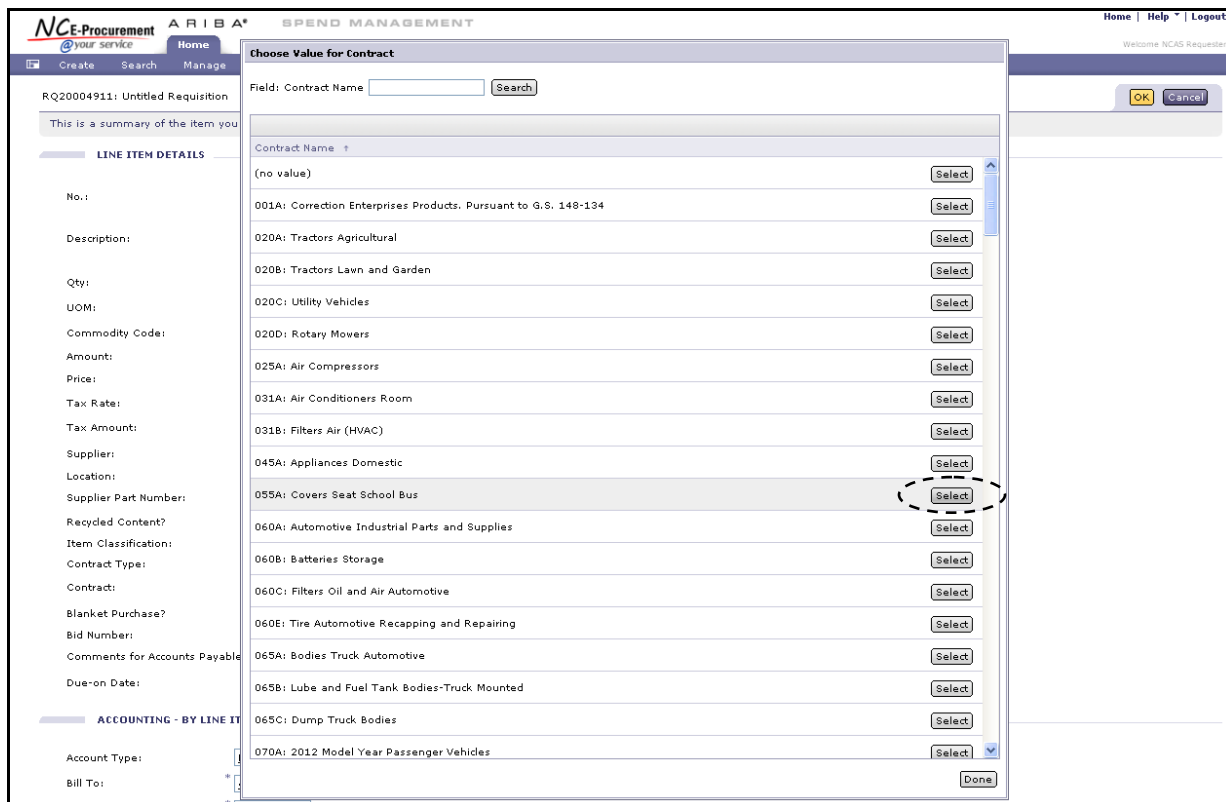 NCE-Procurement
@your service
ARIBA® SPEND MANAGEMENT
Home | Help | Logout
Welcome NCAS Requester
Home
Create Search Manage
RQ20004911: Untitled Requisition
OK Cancel
This is a summary of the item you
LINE ITEM DETAILS
No.:
Description:
Qty:
UOM:
Commodity Code:
Amount:
Price:
Tax Rate:
Tax Amount:
Supplier:
Location:
Supplier Part Number:
Recycled Content?
Item Classification:
Contract Type:
Contract:
Blanket Purchase?
Bid Number:
Comments for Accounts Payable
Due-on Date:
ACCOUNTING - BY LINE IT
Account Type:
Bill To:
Choose Value for Contract
Field: Contract Name Search
Contract Name ↑
(no value) Select
001A: Correction Enterprises Products. Pursuant to G.S. 148-134 Select
020A: Tractors Agricultural Select
020B: Tractors Lawn and Garden Select
020C: Utility Vehicles Select
020D: Rotary Mowers Select
025A: Air Compressors Select
031A: Air Conditioners Room Select
031B: Filters Air (HVAC) Select
045A: Appliances Domestic Select
055A: Covers Seat School Bus Select
060A: Automotive Industrial Parts and Supplies Select
060B: Batteries Storage Select
060C: Filters Oil and Air Automotive Select
060E: Tire Automotive Recapping and Repairing Select
065A: Bodies Truck Automotive Select
065B: Lube and Fuel Tank Bodies-Truck Mounted Select
065C: Dump Truck Bodies Select
070A: 2012 Model Year Passenger Vehicles Select
Done